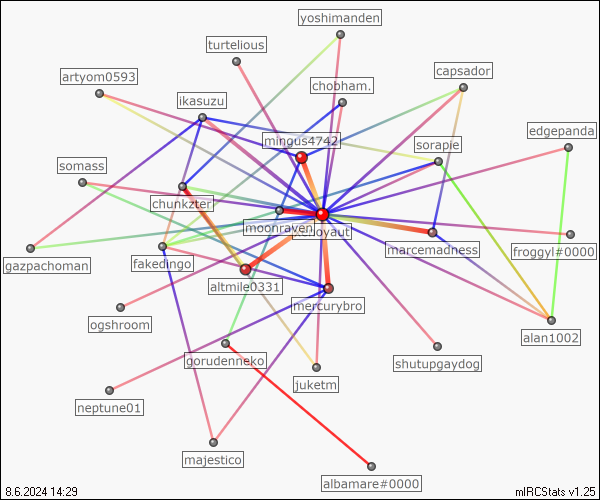 yoshimanden
turtelious
capsador
artyom0593
chobham.
ikasuzu
edgepanda
mingus4742
sorapie
somass
chunkzter
moonraven
marcemadness
froggyl#0000
gazpachoman
fakedingo
altmile0331
mercurybro
ogshroom
alan1002
gorudenneko
shutupgaydog
juketm
neptune01
majestico
albamare#0000
8.6.2024 14:29
mIRCStats v1.25